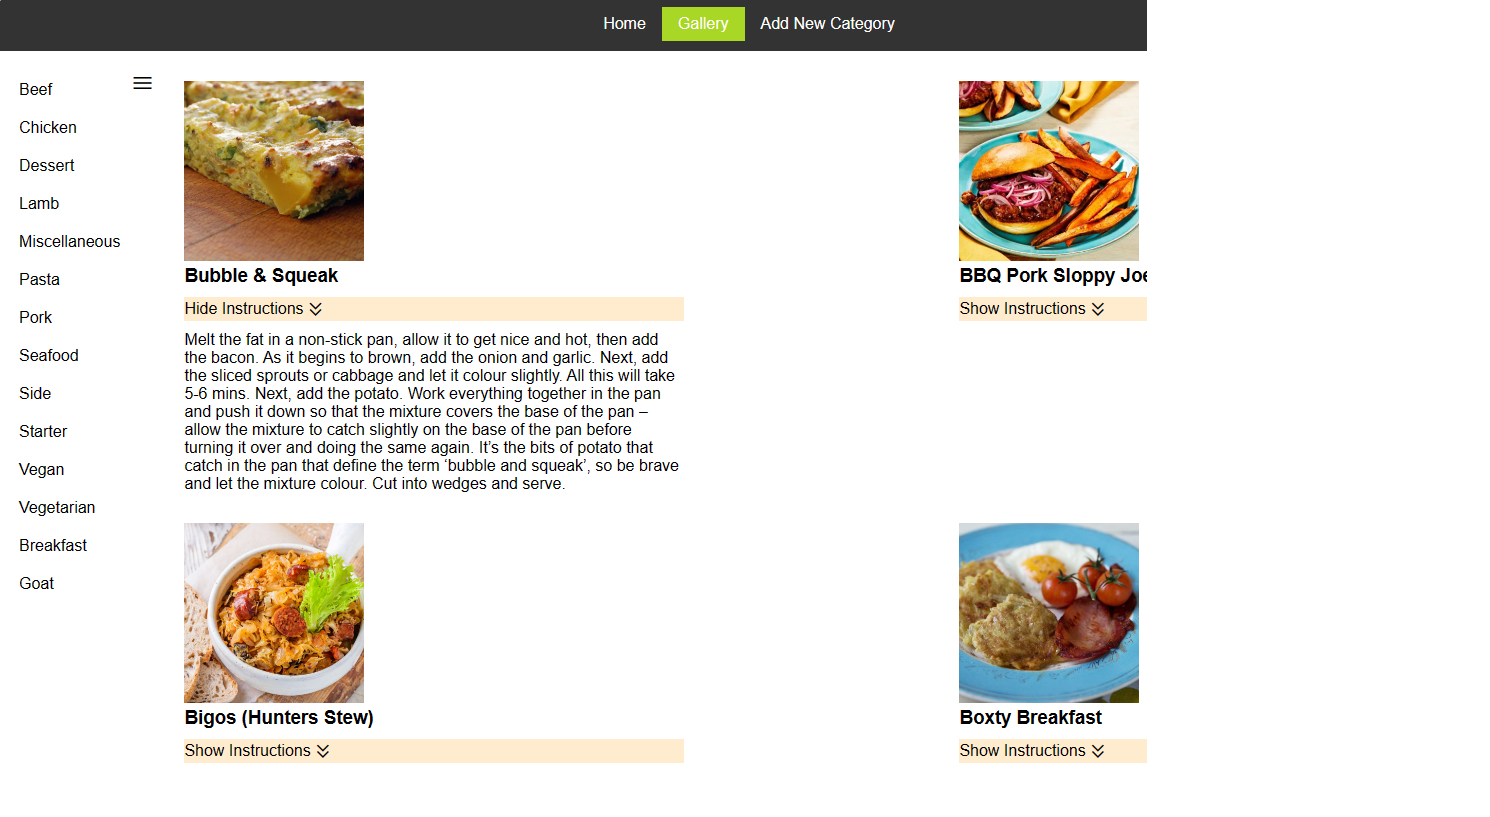 Home Gallery Add New Category
Beef
Chicken
Dessert
Lamb
Miscellaneous
Pasta
Pork
Seafood
Side
Starter
Vegan
Vegetarian
Breakfast
Goat
Bubble & Squeak
Hide Instructions
Melt the fat in a non-stick pan, allow it to get nice and hot, then add
the bacon. As it begins to brown, add the onion and garlic. Next, add
the sliced sprouts or cabbage and let it colour slightly. All this will take
5-6 mins. Next, add the potato. Work everything together in the pan
and push it down so that the mixture covers the base of the pan –
allow the mixture to catch slightly on the base of the pan before
turning it over and doing the same again. It’s the bits of potato that
catch in the pan that define the term ‘bubble and squeak’, so be brave
and let the mixture colour. Cut into wedges and serve.
BBQ Pork Sloppy Joe
Show Instructions
Bigos (Hunters Stew)
Show Instructions
Boxty Breakfast
Show Instructions